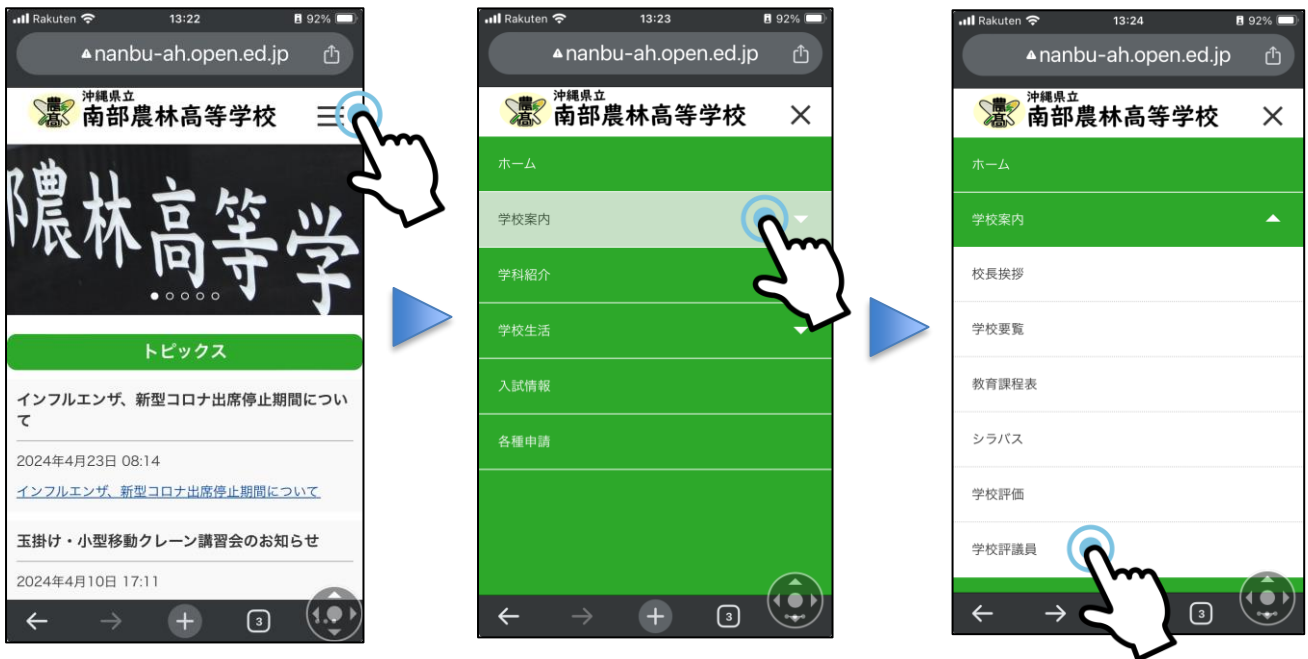 Rakuten 13:22 92%
nanbu-ah.open.ed.jp
沖縄県立
南部農林高等学校
部農林高等学
トピックス
インフルエンザ、新型コロナ出席停止期間につい
て
2024年4月23日 08:14
インフルエンザ、新型コロナ出席停止期間について
玉掛け・小型移動クレーン講習会のお知らせ
2024年4月10日 17:11
3
Rakuten 13:23 92%
nanbu-ah.open.ed.jp
農高
沖縄県立
南部農林高等学校
ホーム
学校案内
学科紹介
学校生活
入試情報
各種申請
3
Rakuten 13:24 92%
nanbu-ah.open.ed.jp
農高
沖縄県立
南部農林高等学校
ホーム
学校案内
校長挨拶
学校要覧
教育課程表
シラバス
学校評価
学校評議員
3